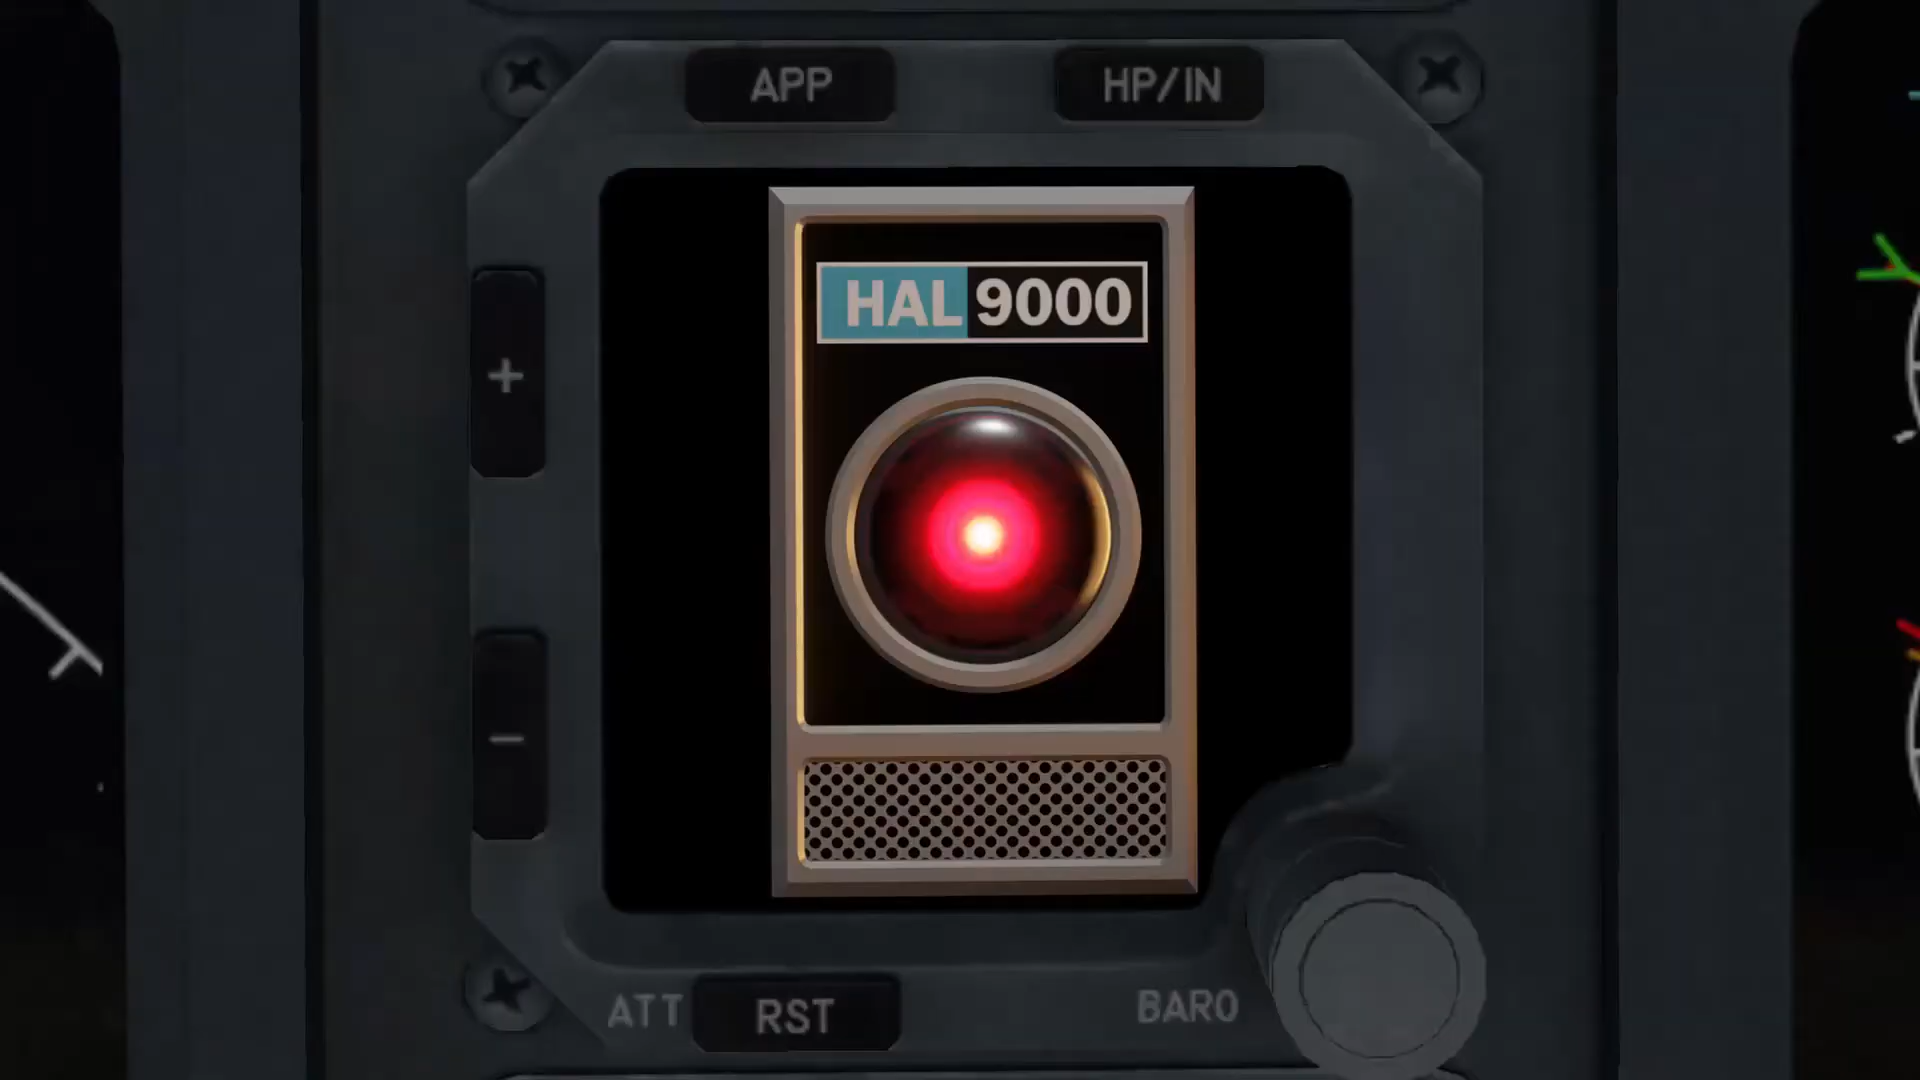 APP
HP/IN
HAL 9000
+
−
ATT
RST
BARO